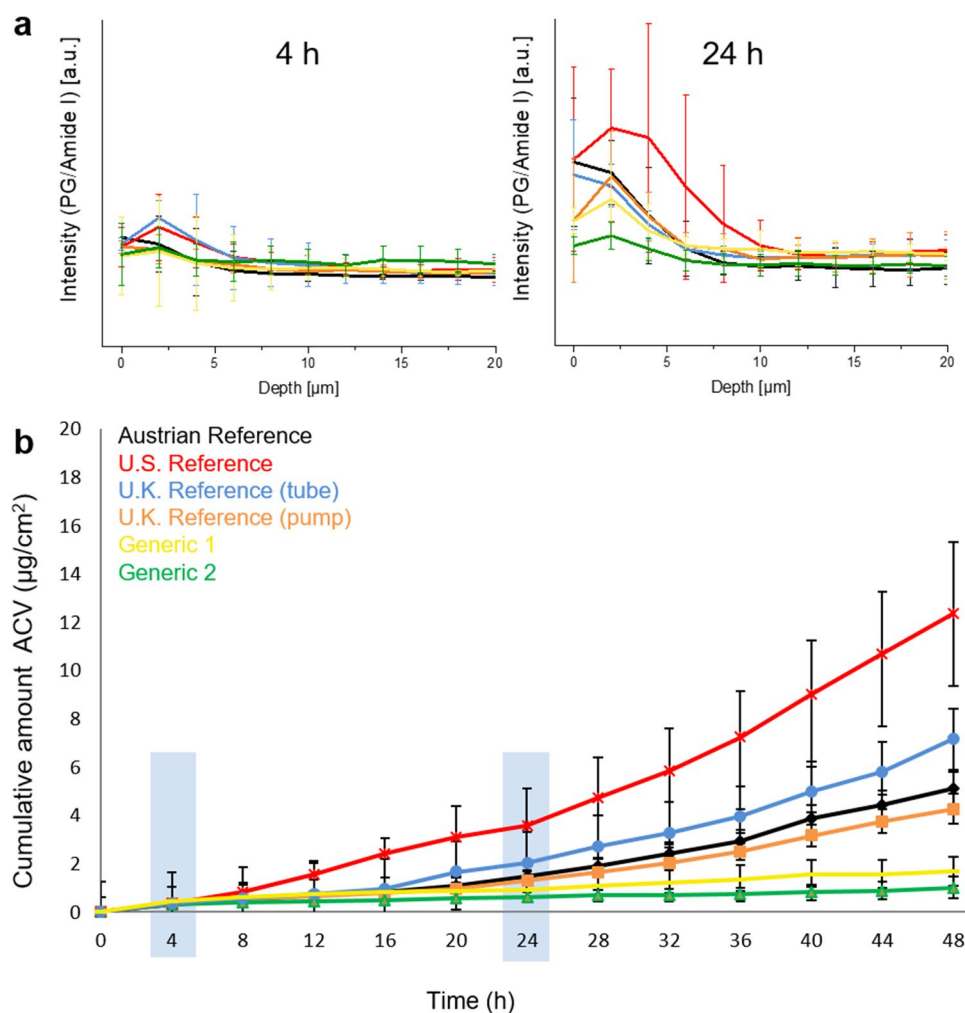 a
4 h
24 h
Intensity (PG/Amide I) [a.u.]
Intensity (PG/Amide I) [a.u.]
0 5 10 15 20
0 5 10 15 20
Depth [µm]
Depth [µm]
b
Austrian Reference
U.S. Reference
U.K. Reference (tube)
U.K. Reference (pump)
Generic 1
Generic 2
Cumulative amount ACV (µg/cm²)
20
18
16
14
12
10
8
6
4
2
0
0 4 8 12 16 20 24 28 32 36 40 44 48
Time (h)